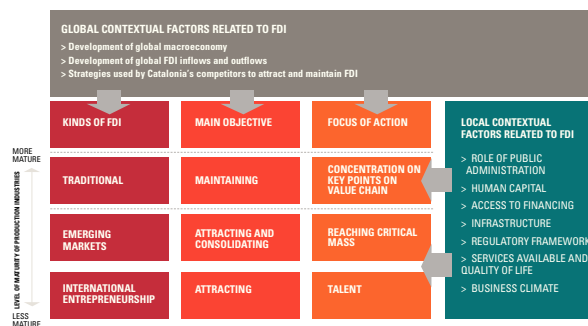 GLOBAL CONTEXTUAL FACTORS RELATED TO FDI
> Development of global macroeconomy
> Development of global FDI inflows and outflows
> Strategies used by Catalonia's competitors to attract and maintain FDI
KINDS OF FDI
MAIN OBJECTIVE
FOCUS OF ACTION
MORE
MATURE
LEVEL OF MATURITY OF PRODUCTION INDUSTRIES
LESS
MATURE
TRADITIONAL
MAINTAINING
CONCENTRATION ON
KEY POINTS ON
VALUE CHAIN
EMERGING
MARKETS
ATTRACTING AND
CONSOLIDATING
REACHING CRITICAL
MASS
INTERNATIONAL
ENTREPRENEURSHIP
ATTRACTING
TALENT
LOCAL CONTEXTUAL
FACTORS RELATED TO FDI
> ROLE OF PUBLIC
ADMINISTRATION
> HUMAN CAPITAL
> ACCESS TO FINANCING
> INFRASTRUCTURE
> REGULATORY FRAMEWORK
> SERVICES AVAILABLE AND
QUALITY OF LIFE
> BUSINESS CLIMATE